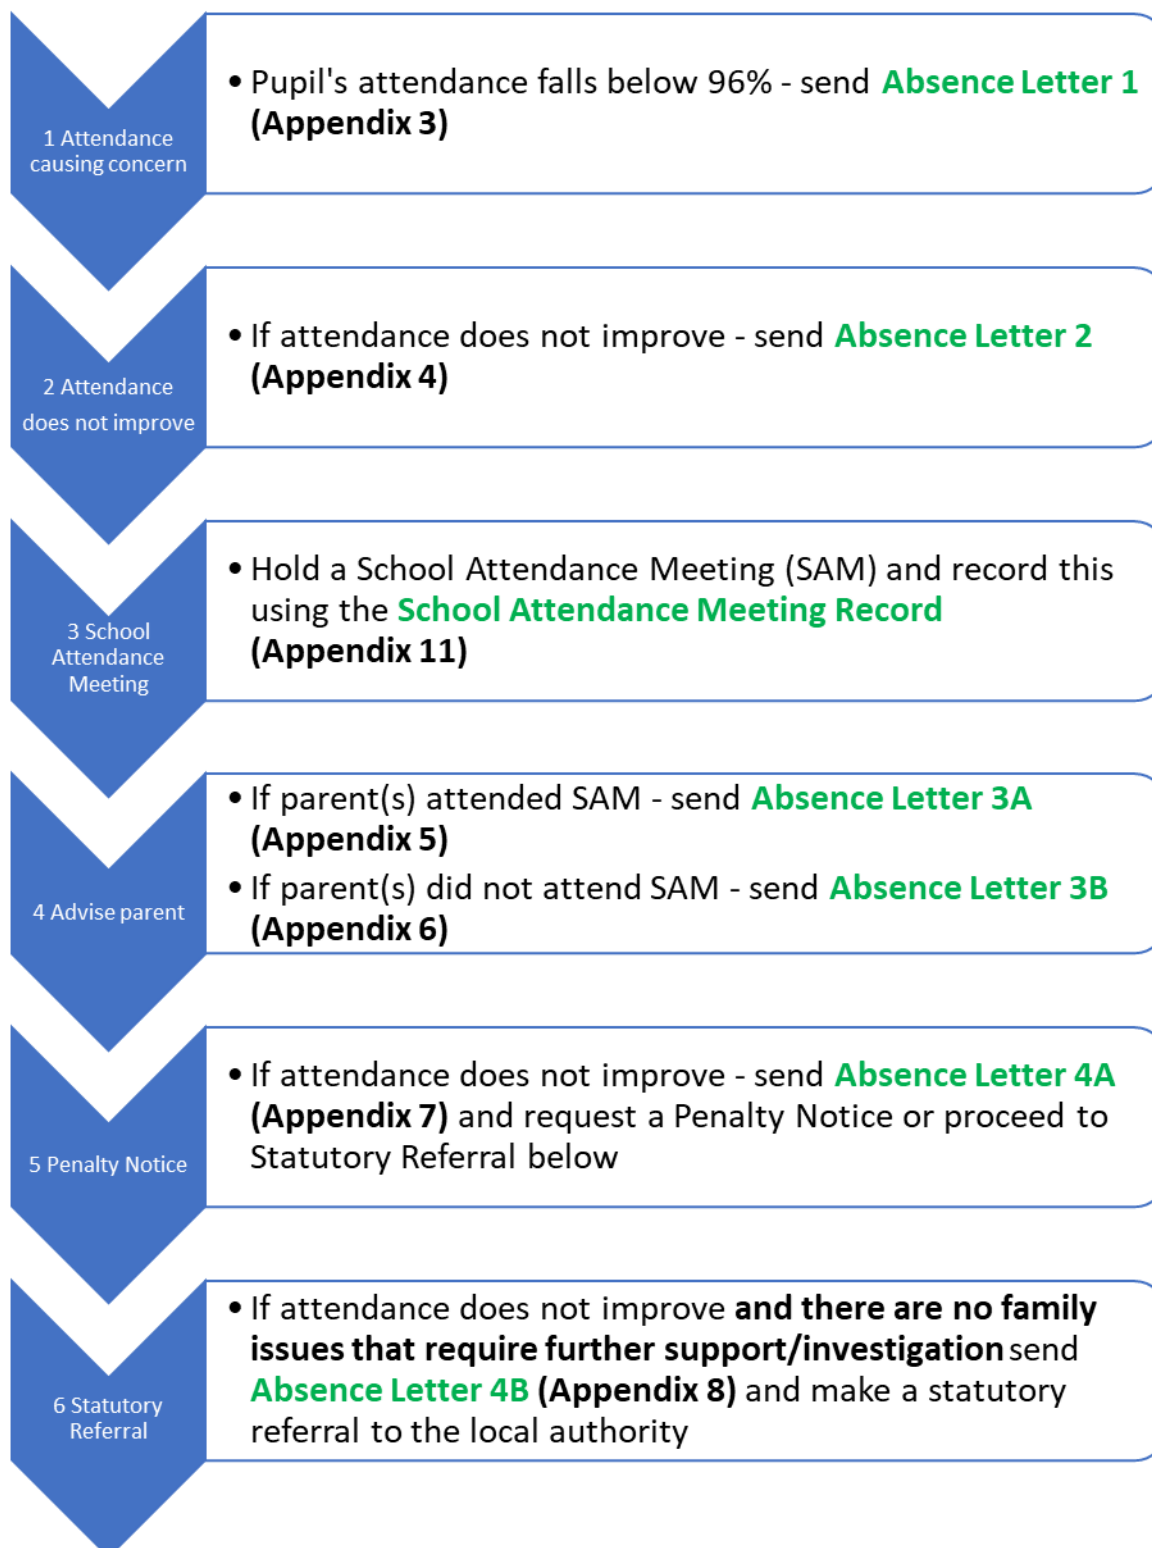 1 Attendance
causing concern
• Pupil's attendance falls below 96% - send Absence Letter 1
(Appendix 3)
2 Attendance
does not improve
• If attendance does not improve - send Absence Letter 2
(Appendix 4)
3 School
Attendance
Meeting
• Hold a School Attendance Meeting (SAM) and record this
using the School Attendance Meeting Record
(Appendix 11)
4 Advise parent
• If parent(s) attended SAM - send Absence Letter 3A
(Appendix 5)
• If parent(s) did not attend SAM - send Absence Letter 3B
(Appendix 6)
5 Penalty Notice
• If attendance does not improve - send Absence Letter 4A
(Appendix 7) and request a Penalty Notice or proceed to
Statutory Referral below
6 Statutory
Referral
• If attendance does not improve and there are no family
issues that require further support/investigation send
Absence Letter 4B (Appendix 8) and make a statutory
referral to the local authority